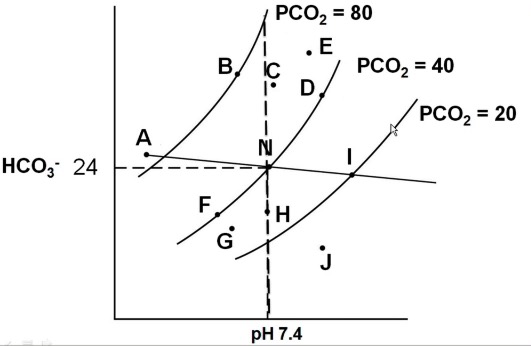 PCO2 = 80
E
B
C
PCO2 = 40
D
PCO2 = 20
A
N
I
HCO3- 24
F
H
G
J
pH 7.4